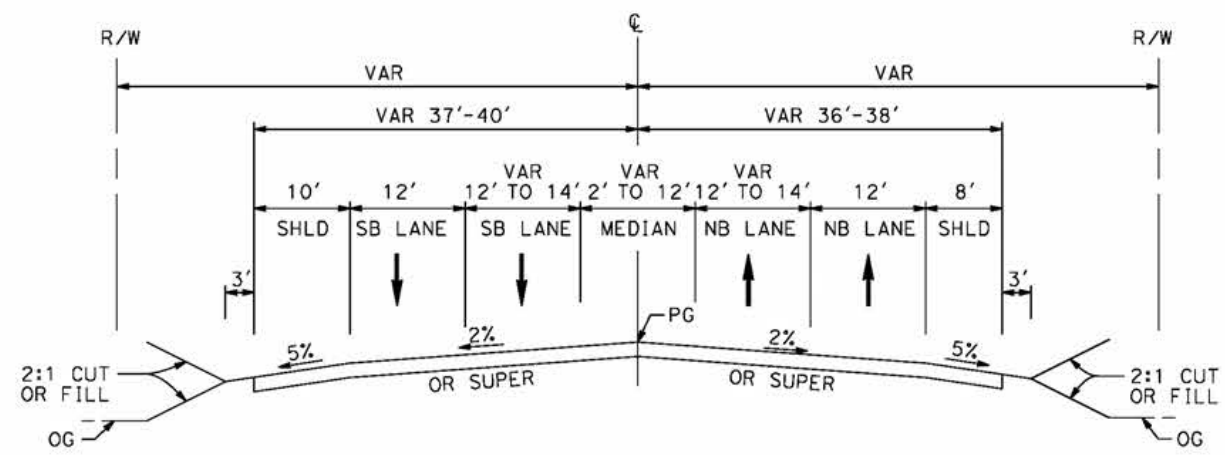 ℄
R/W
R/W
VAR
VAR
VAR 37'-40'
VAR 36'-38'
VAR
VAR
VAR
10'
12'
12' TO 14'
2' TO 12'
12' TO 14'
12'
8'
SHLD
SB LANE
SB LANE
MEDIAN
NB LANE
NB LANE
SHLD
3'
3'
PG
5%
2%
2%
5%
2:1 CUT
OR FILL
OR SUPER
OR SUPER
2:1 CUT
OR FILL
OG
OG